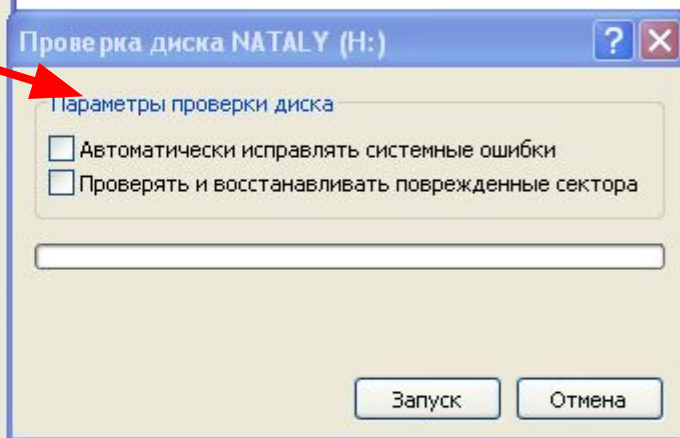 Проверка диска NATALY (H:)
Параметры проверки диска
Автоматически исправлять системные ошибки
Проверять и восстанавливать поврежденные сектора
Запуск Отмена